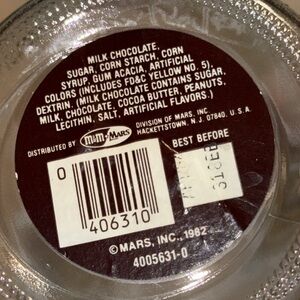 MILK CHOCOLATE,
SUGAR, CORN STARCH, CORN
SYRUP, GUM ACACIA, ARTIFICIAL
COLORS (INCLUDES FD&C YELLOW NO. 5),
DEXTRIN. (MILK CHOCOLATE CONTAINS SUGAR,
MILK, CHOCOLATE, COCOA BUTTER, PEANUTS,
LECITHIN, SALT, ARTIFICIAL FLAVORS.)
DISTRIBUTED BY M&M MARS DIVISION OF MARS, INC.
HACKETTSTOWN, N. J. 07840, U. S. A.
BEST BEFORE
0
406310
© MARS, INC., 1982
4005631-0